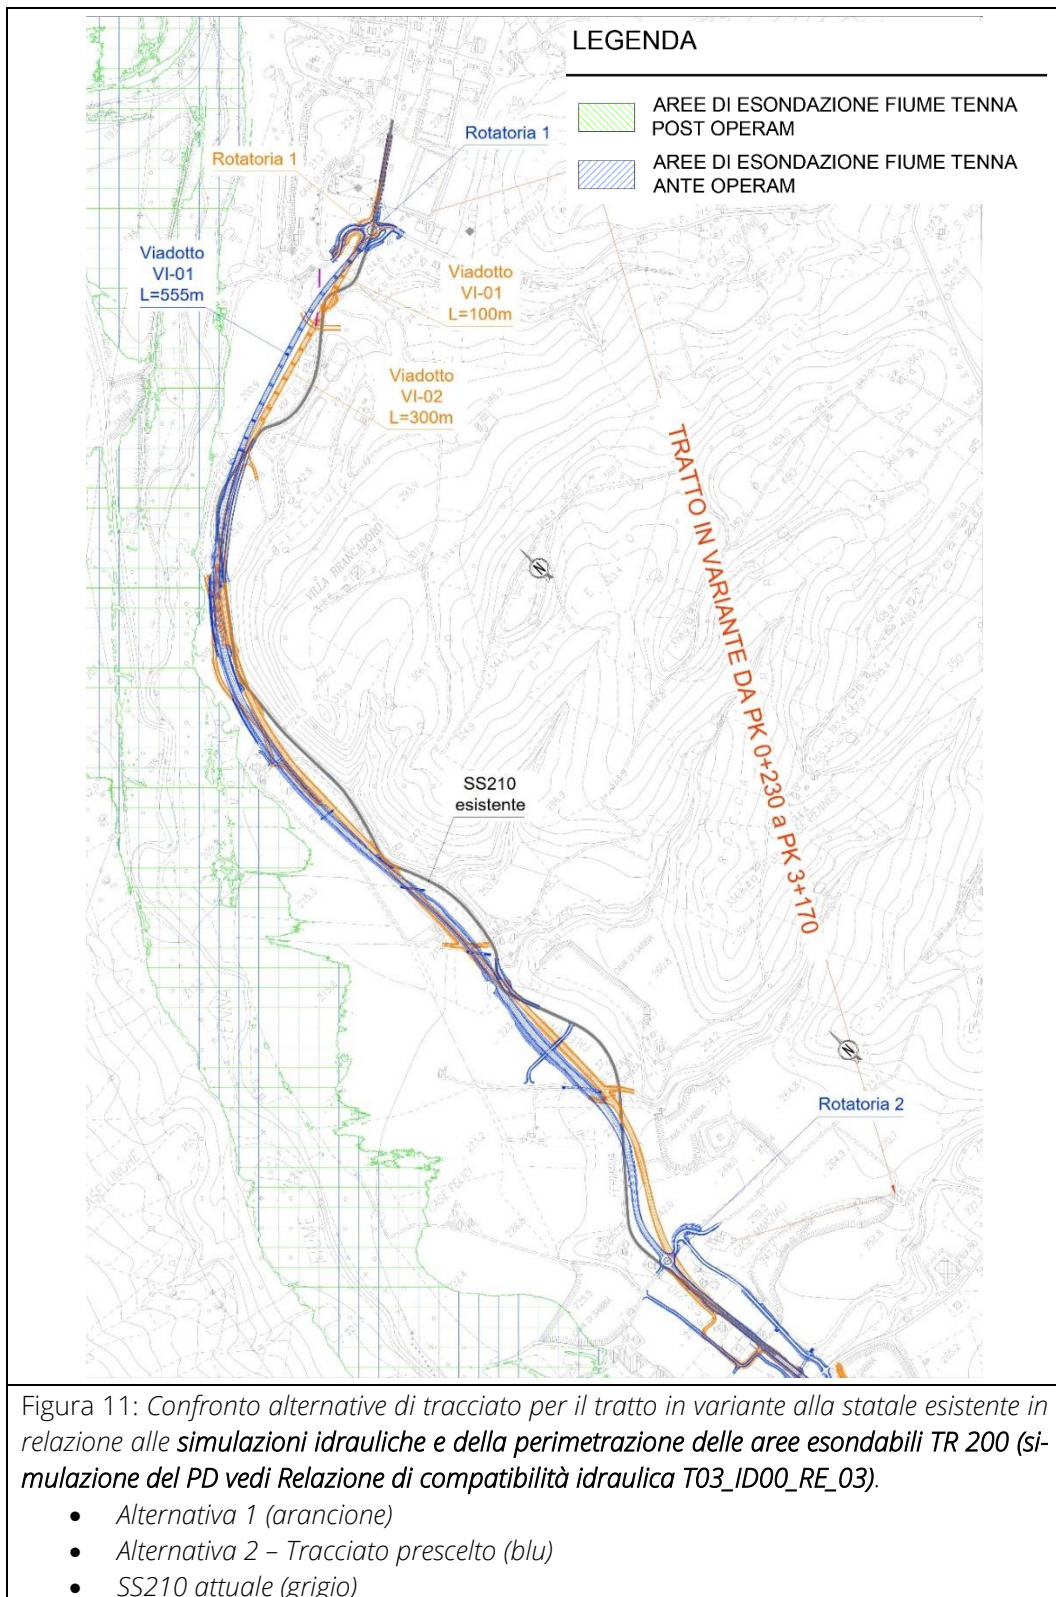 LEGENDA
AREE DI ESONDAZIONE FIUME TENNA
POST OPERAM
AREE DI ESONDAZIONE FIUME TENNA
ANTE OPERAM
Rotatoria 1
Rotatoria 1
Viadotto
VI-01
L=555m
Viadotto
VI-01
L=100m
Viadotto
VI-02
L=300m
TRATTO IN VARIANTE DA PK 0+230 a PK 3+170
VILLA BRANCADORO
N
SS210
esistente
N
TENNA
Rotatoria 2
Figura 11: Confronto alternative di tracciato per il tratto in variante alla statale esistente in
relazione alle simulazioni idrauliche e della perimetrazione delle aree esondabili TR 200 (si-
mulazione del PD vedi Relazione di compatibilità idraulica T03_ID00_RE_03).
• Alternativa 1 (arancione)
• Alternativa 2 – Tracciato prescelto (blu)
• SS210 attuale (grigio)